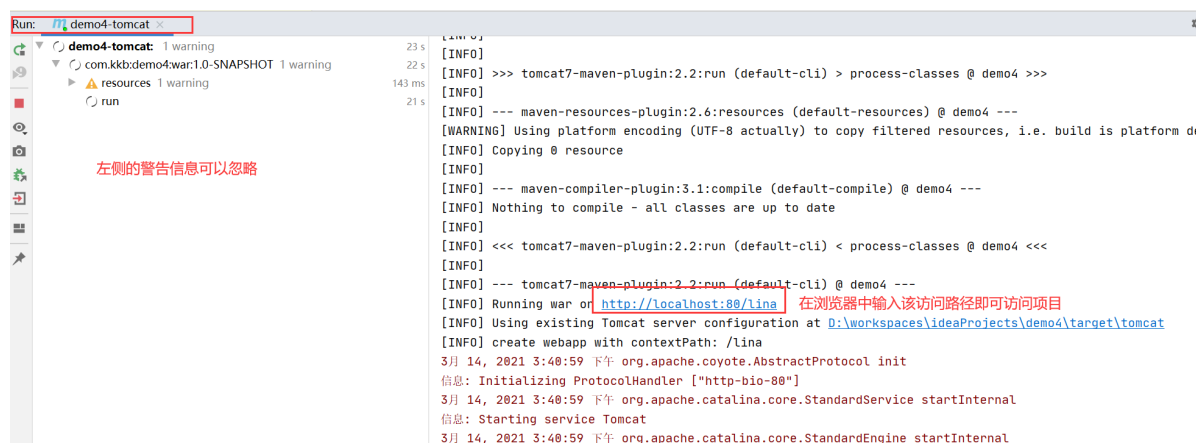 Run: demo4-tomcat ×
demo4-tomcat: 1 warning 23 s
com.kkb:demo4:war:1.0-SNAPSHOT 1 warning 22 s
resources 1 warning 143 ms
run 21 s
左侧的警告信息可以忽略
[INFO]
[INFO]
[INFO] >>> tomcat7-maven-plugin:2.2:run (default-cli) > process-classes @ demo4 >>>
[INFO]
[INFO] --- maven-resources-plugin:2.6:resources (default-resources) @ demo4 ---
[WARNING] Using platform encoding (UTF-8 actually) to copy filtered resources, i.e. build is platform de
[INFO] Copying 0 resource
[INFO]
[INFO] --- maven-compiler-plugin:3.1:compile (default-compile) @ demo4 ---
[INFO] Nothing to compile - all classes are up to date
[INFO]
[INFO] <<< tomcat7-maven-plugin:2.2:run (default-cli) < process-classes @ demo4 <<<
[INFO]
[INFO] --- tomcat7-maven-plugin:2.2:run (default-cli) @ demo4 ---
[INFO] Running war on http://localhost:80/lina 在浏览器中输入该访问路径即可访问项目
[INFO] Using existing Tomcat server configuration at D:\workspaces\ideaProjects\demo4\target\tomcat
[INFO] create webapp with contextPath: /lina
3月 14, 2021 3:40:59 下午 org.apache.coyote.AbstractProtocol init
信息: Initializing ProtocolHandler ["http-bio-80"]
3月 14, 2021 3:40:59 下午 org.apache.catalina.core.StandardService startInternal
信息: Starting service Tomcat
3月 14, 2021 3:40:59 下午 org.apache.catalina.core.StandardEngine startInternal